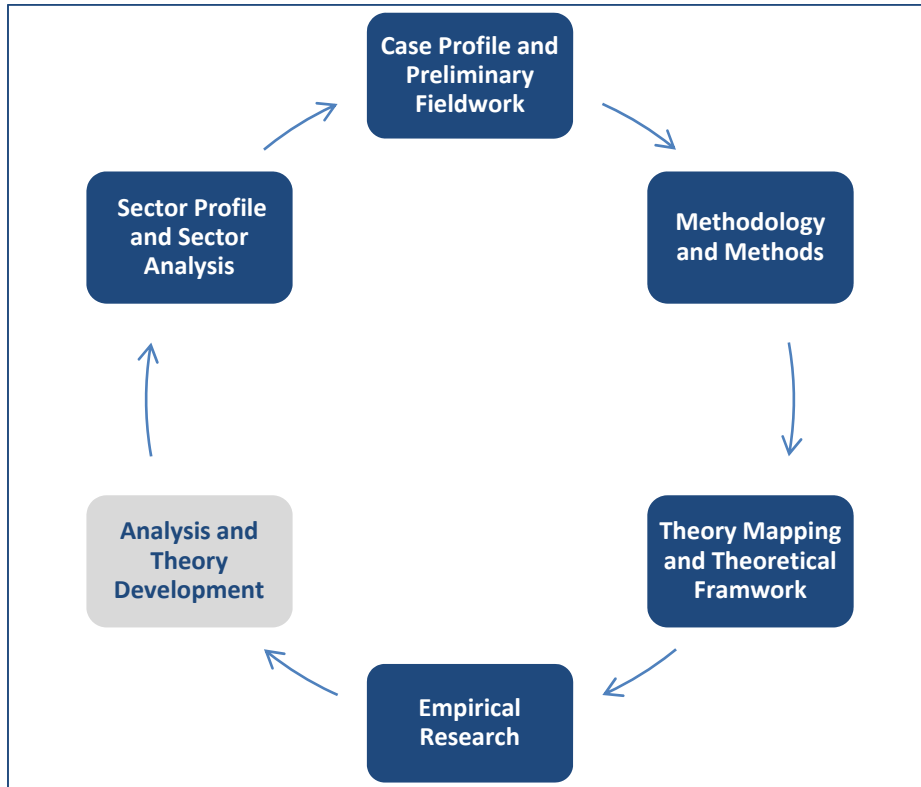 Case Profile and
Preliminary
Fieldwork
Methodology
and Methods
Theory Mapping
and Theoretical
Framwork
Empirical
Research
Analysis and
Theory
Development
Sector Profile
and Sector
Analysis